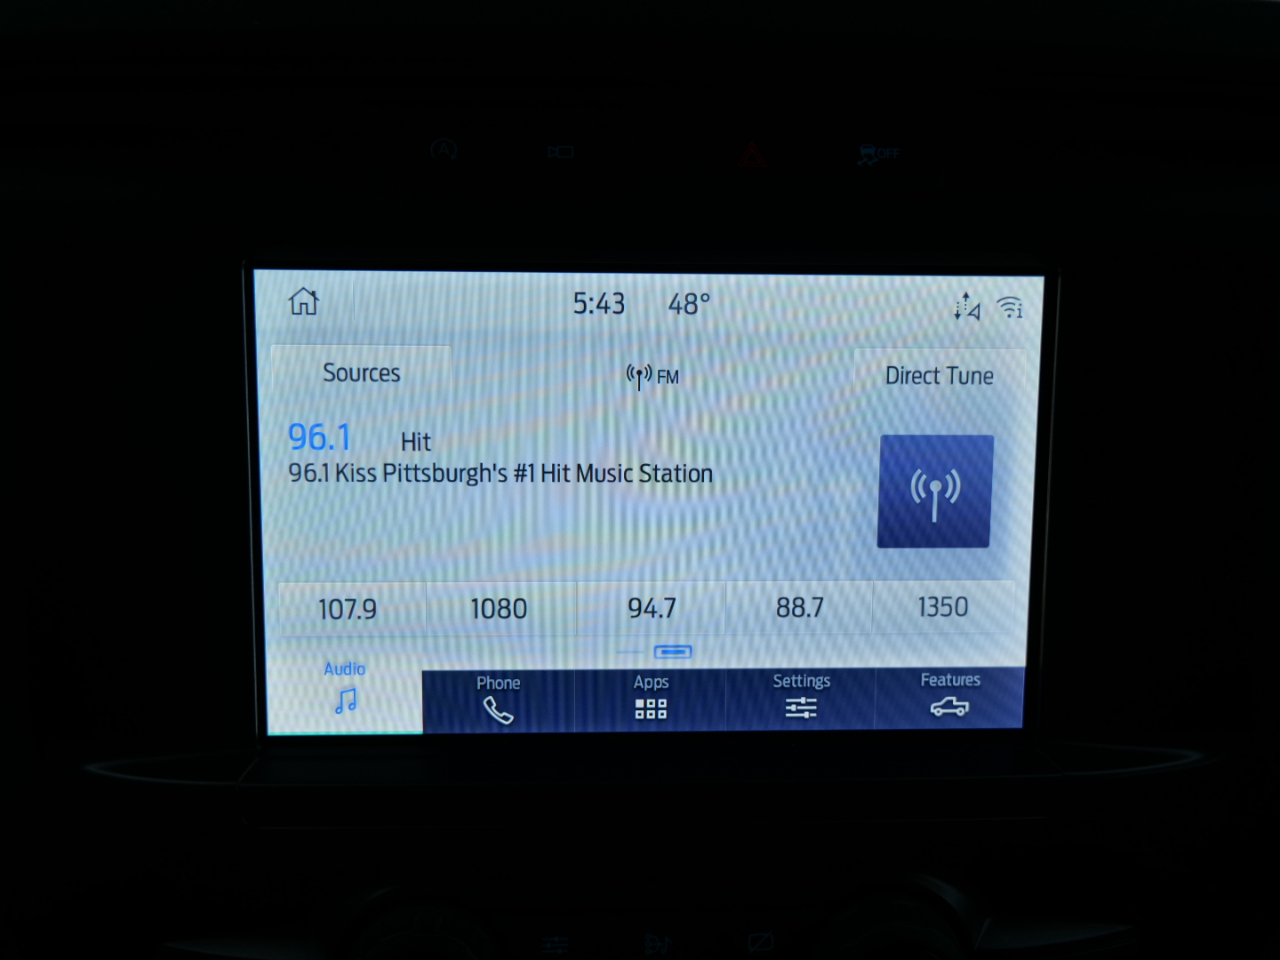 OFF
5:43 48°
Sources FM Direct Tune
96.1 Hit
96.1 Kiss Pittsburgh's #1 Hit Music Station
107.9 1080 94.7 88.7 1350
Audio Phone Apps Settings Features